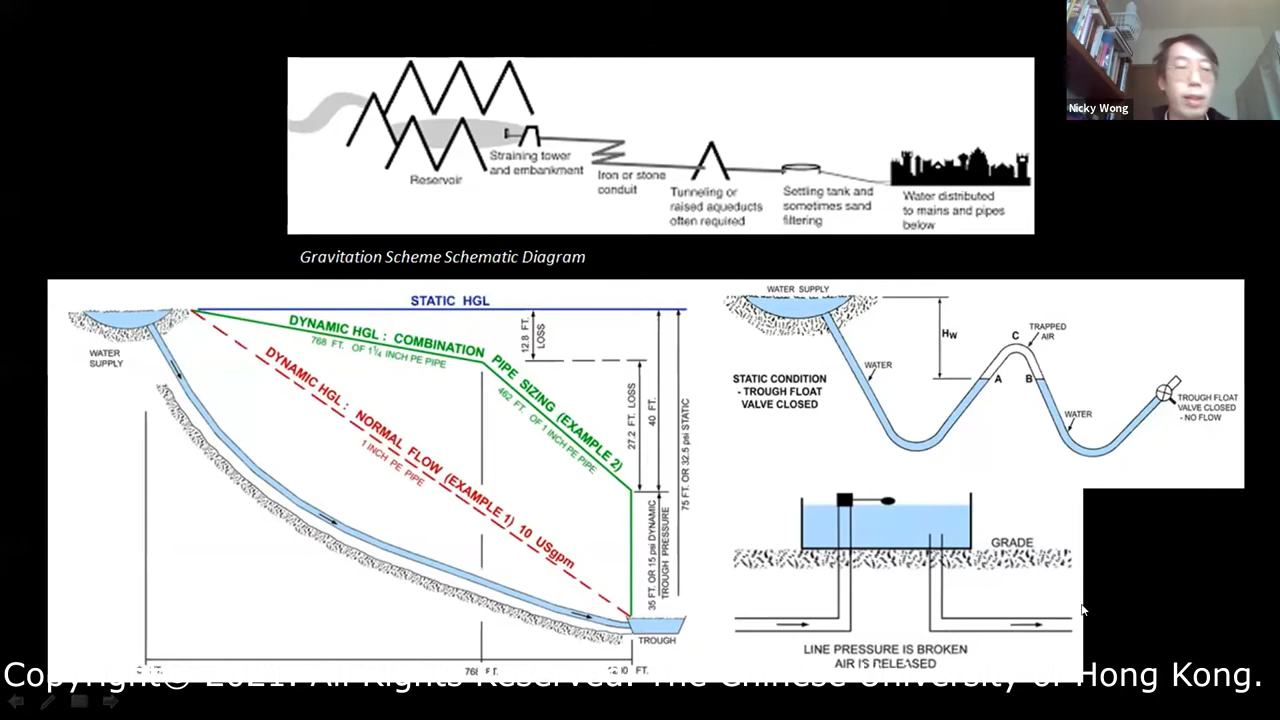 Nicky Wong
Reservoir
Straining tower
and embankment
Iron or stone
conduit
Tunneling or
raised aqueducts
often required
Settling tank and
sometimes sand
filtering
Water distributed
to mains and pipes
below
Gravitation Scheme Schematic Diagram
STATIC HGL
WATER
SUPPLY
DYNAMIC HGL : COMBINATION PIPE SIZING (EXAMPLE 2)
768 FT. OF 1¼ INCH PE PIPE
462 FT. OF 1 INCH PE PIPE
DYNAMIC HGL : NORMAL FLOW (EXAMPLE 1) 10 USgpm
1 INCH PE PIPE
12.8 FT.
LOSS
27.2 FT. LOSS
40 FT.
75 FT. OR 32.5 psi STATIC
35 FT. OR 15 psi DYNAMIC
TROUGH PRESSURE
TROUGH
WATER SUPPLY
HW
C
TRAPPED
AIR
WATER
A
B
STATIC CONDITION
- TROUGH FLOAT
VALVE CLOSED
WATER
TROUGH FLOAT
VALVE CLOSED
- NO FLOW
GRADE
LINE PRESSURE IS BROKEN
AIR IS RELEASED
Copyright© 2021. All Rights Reserved. The Chinese University of Hong Kong.